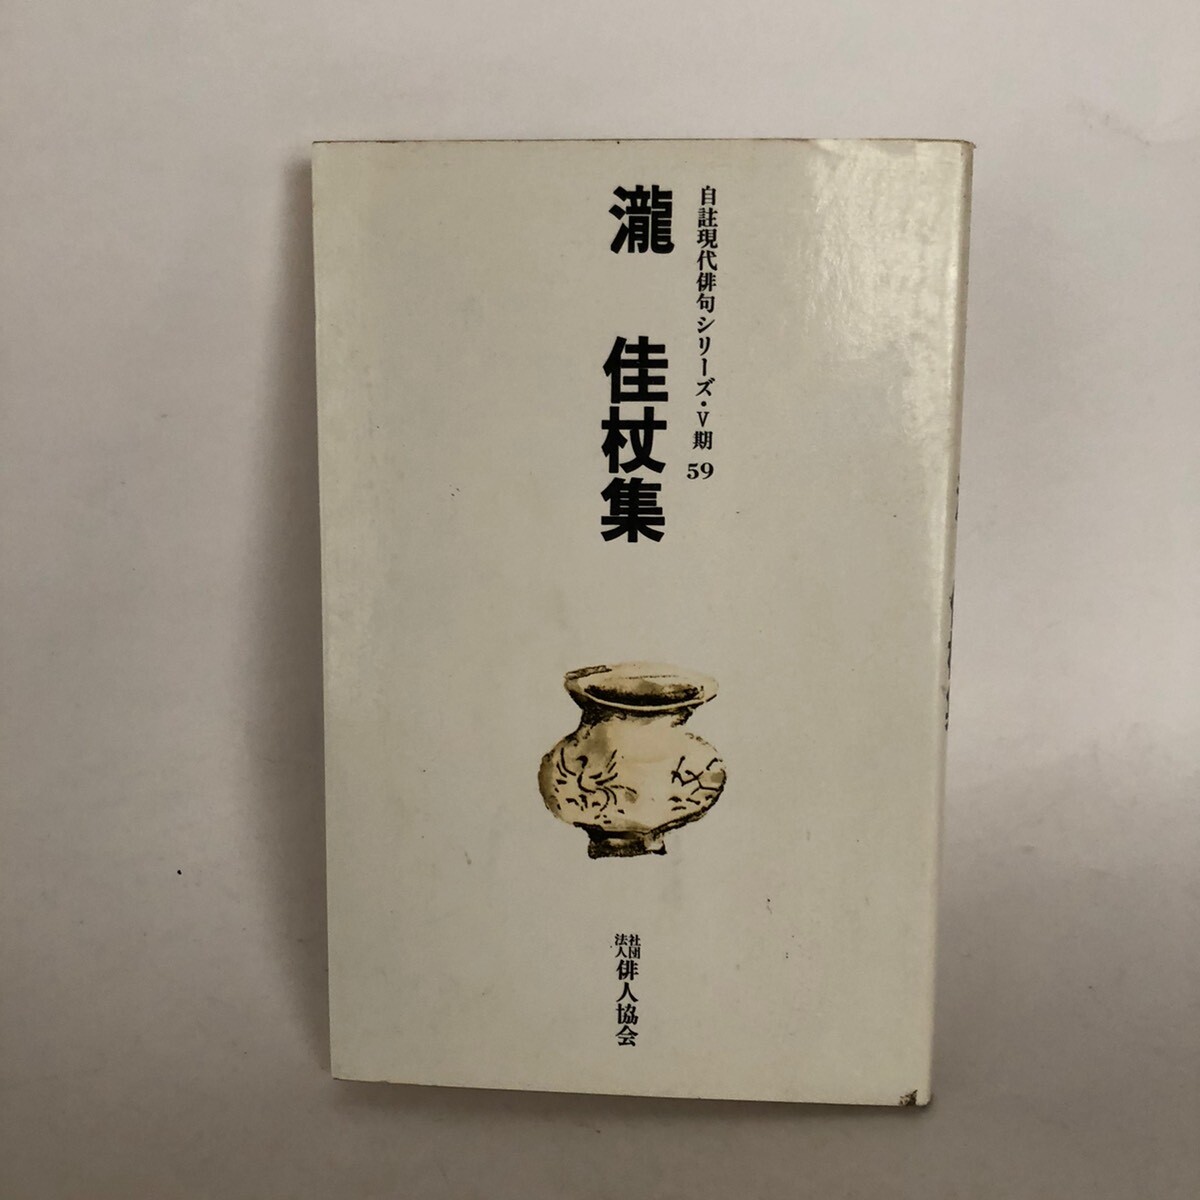 自註現代俳句シリーズ・Ⅴ期 59
瀧 佳杖集
社団法人俳人協会